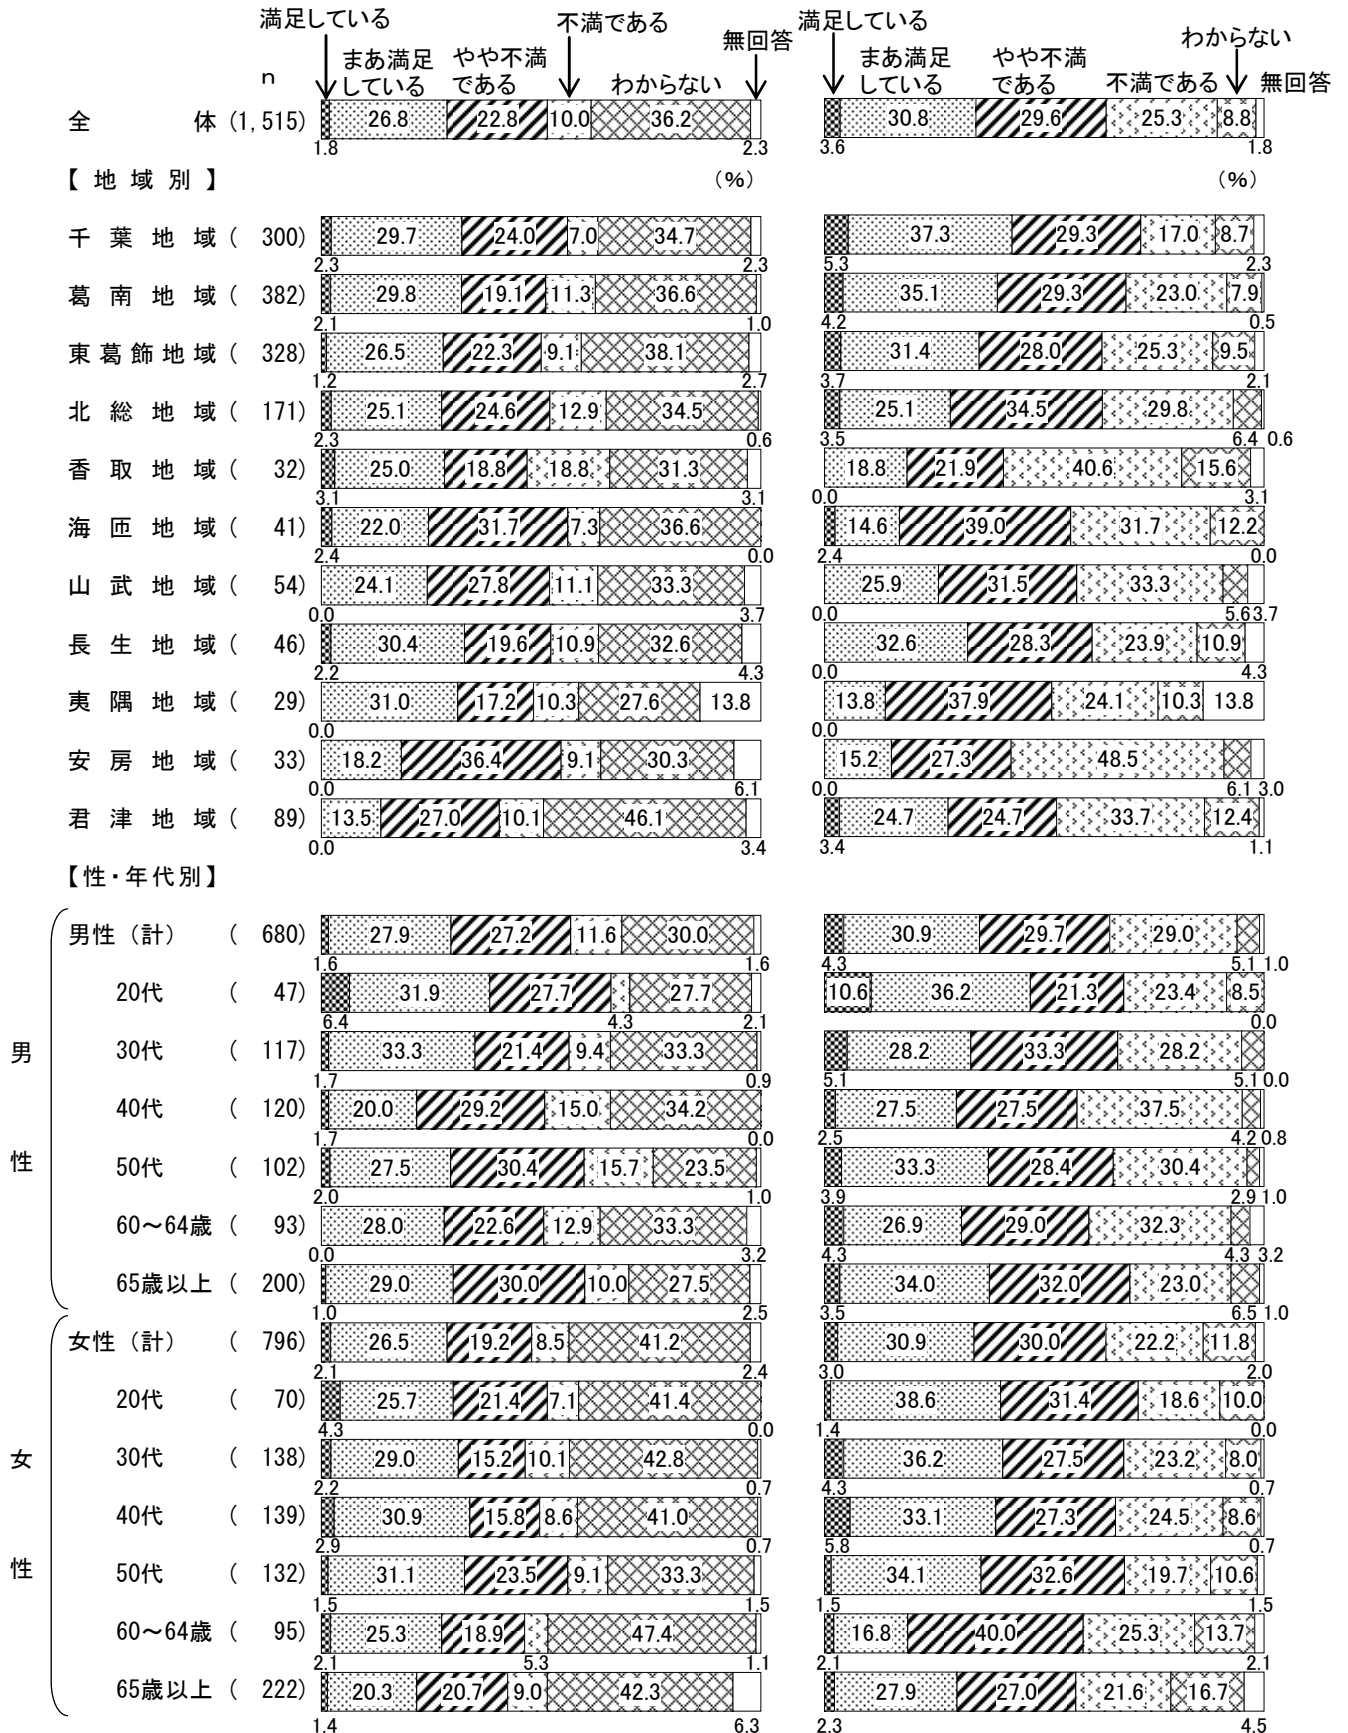 満足している 不満である 無回答 満足している わからない
n まあ満足している やや不満である わからない まあ満足している やや不満である 不満である 無回答
全体 (1,515) 1.8 26.8 22.8 10.0 36.2 2.3 3.6 30.8 29.6 25.3 8.8 1.8
【地域別】 (%) (%)
千葉地域 ( 300) 2.3 29.7 24.0 7.0 34.7 2.3 5.3 37.3 29.3 17.0 8.7 2.3
葛南地域 ( 382) 2.1 29.8 19.1 11.3 36.6 1.0 4.2 35.1 29.3 23.0 7.9 0.5
東葛飾地域 ( 328) 1.2 26.5 22.3 9.1 38.1 2.7 3.7 31.4 28.0 25.3 9.5 2.1
北総地域 ( 171) 2.3 25.1 24.6 12.9 34.5 0.6 3.5 25.1 34.5 29.8 6.4 0.6
香取地域 ( 32) 3.1 25.0 18.8 18.8 31.3 3.1 0.0 18.8 21.9 40.6 15.6 3.1
海匝地域 ( 41) 2.4 22.0 31.7 7.3 36.6 0.0 2.4 14.6 39.0 31.7 12.2 0.0
山武地域 ( 54) 0.0 24.1 27.8 11.1 33.3 3.7 0.0 25.9 31.5 33.3 5.6 3.7
長生地域 ( 46) 2.2 30.4 19.6 10.9 32.6 4.3 0.0 32.6 28.3 23.9 10.9 4.3
夷隅地域 ( 29) 0.0 31.0 17.2 10.3 27.6 13.8 0.0 13.8 37.9 24.1 10.3 13.8
安房地域 ( 33) 0.0 18.2 36.4 9.1 30.3 6.1 0.0 15.2 27.3 48.5 6.1 3.0
君津地域 ( 89) 0.0 13.5 27.0 10.1 46.1 3.4 3.4 24.7 24.7 33.7 12.4 1.1
【性・年代別】
男性（計） ( 680) 1.6 27.9 27.2 11.6 30.0 1.6 4.3 30.9 29.7 29.0 5.1 1.0
男性
20代 ( 47) 6.4 31.9 27.7 4.3 27.7 2.1 10.6 36.2 21.3 23.4 8.5 0.0
30代 ( 117) 1.7 33.3 21.4 9.4 33.3 0.9 5.1 28.2 33.3 28.2 5.1 0.0
40代 ( 120) 1.7 20.0 29.2 15.0 34.2 0.0 2.5 27.5 27.5 37.5 4.2 0.8
50代 ( 102) 2.0 27.5 30.4 15.7 23.5 1.0 3.9 33.3 28.4 30.4 2.9 1.0
60～64歳 ( 93) 0.0 28.0 22.6 12.9 33.3 3.2 4.3 26.9 29.0 32.3 4.3 3.2
65歳以上 ( 200) 1.0 29.0 30.0 10.0 27.5 2.5 3.5 34.0 32.0 23.0 6.5 1.0
女性（計） ( 796) 2.1 26.5 19.2 8.5 41.2 2.4 3.0 30.9 30.0 22.2 11.8 2.0
女性
20代 ( 70) 4.3 25.7 21.4 7.1 41.4 0.0 1.4 38.6 31.4 18.6 10.0 0.0
30代 ( 138) 2.2 29.0 15.2 10.1 42.8 0.7 4.3 36.2 27.5 23.2 8.0 0.7
40代 ( 139) 2.9 30.9 15.8 8.6 41.0 0.7 5.8 33.1 27.3 24.5 8.6 0.7
50代 ( 132) 1.5 31.1 23.5 9.1 33.3 1.5 1.5 34.1 32.6 19.7 10.6 1.5
60～64歳 ( 95) 2.1 25.3 18.9 5.3 47.4 1.1 2.1 16.8 40.0 25.3 13.7 2.1
65歳以上 ( 222) 1.4 20.3 20.7 9.0 42.3 6.3 2.3 27.9 27.0 21.6 16.7 4.5